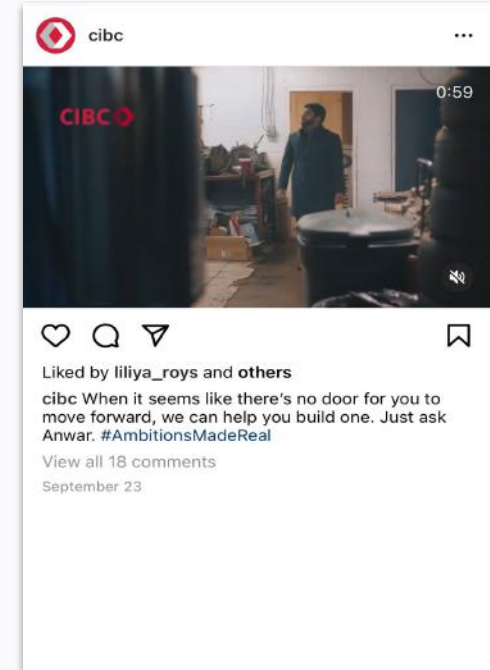 cibc
CIBC
0:59
Liked by liliya_roys and others
cibc When it seems like there's no door for you to
move forward, we can help you build one. Just ask
Anwar. #AmbitionsMadeReal
View all 18 comments
September 23